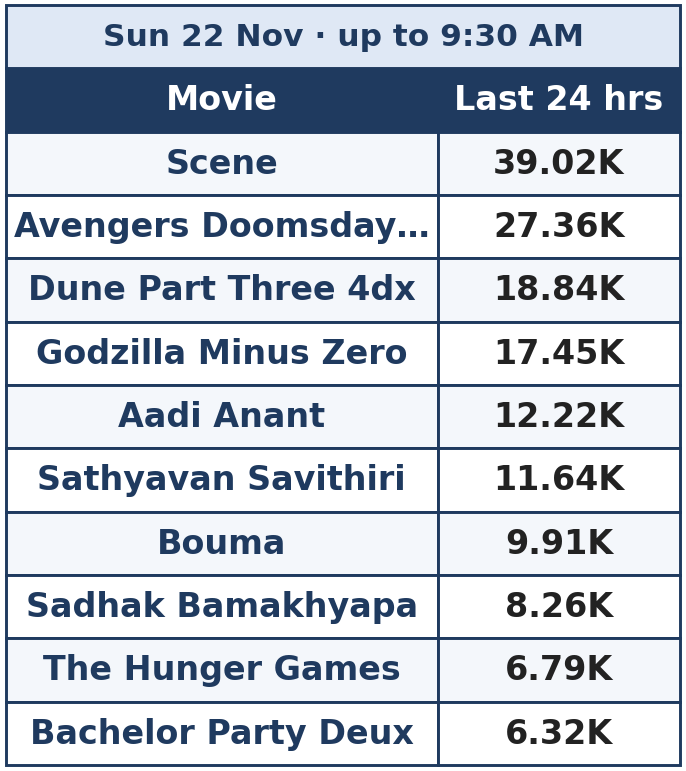 Sun 22 Nov · up to 9:30 AM
Movie Last 24 hrs
Scene 39.02K
Avengers Doomsday... 27.36K
Dune Part Three 4dx 18.84K
Godzilla Minus Zero 17.45K
Aadi Anant 12.22K
Sathyavan Savithiri 11.64K
Bouma 9.91K
Sadhak Bamakhyapa 8.26K
The Hunger Games 6.79K
Bachelor Party Deux 6.32K